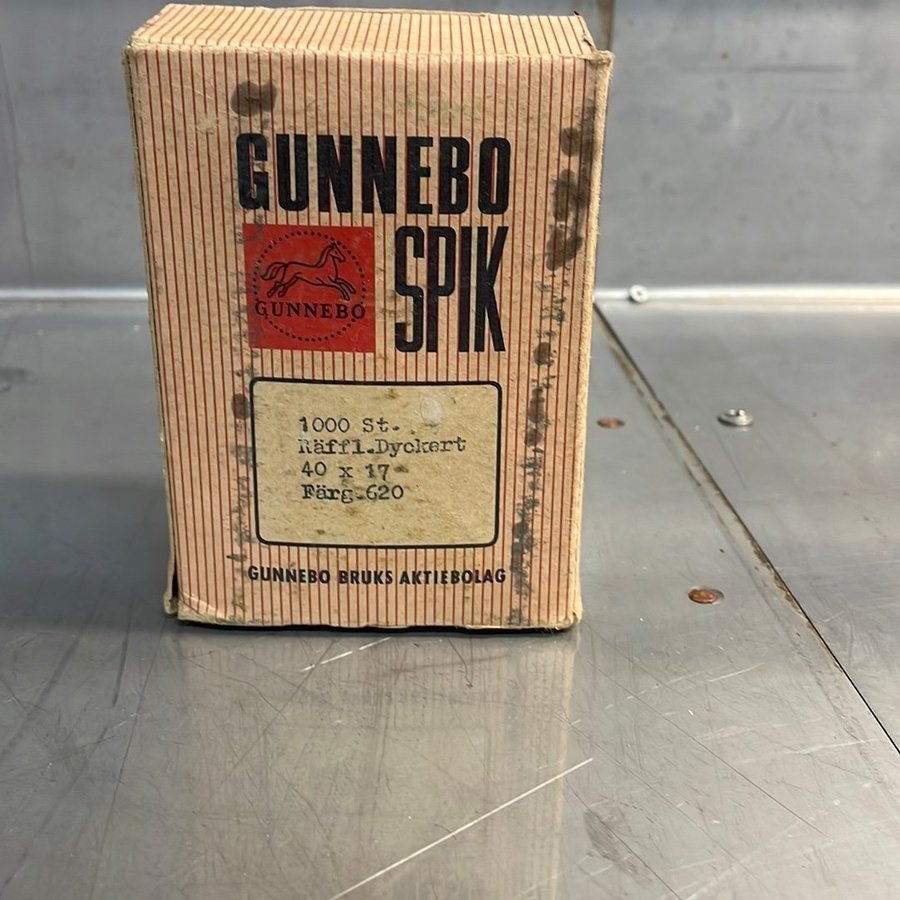 GUNNEBO
SPIK
GUNNEBO
1000 St.
Räffl.Dyckert
40 x 17
Färg.620
GUNNEBO BRUKS AKTIEBOLAG